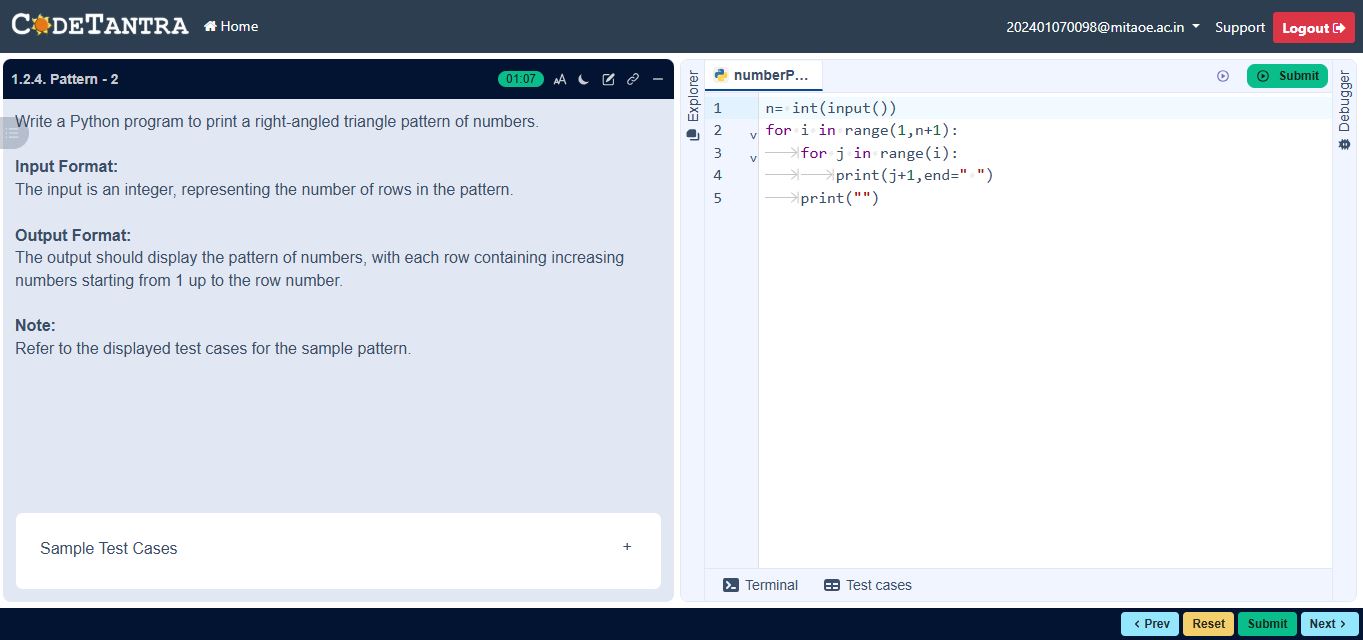 CODETANTRA Home 202401070098@mitaoe.ac.in Support Logout
1.2.4. Pattern - 2 01:07 AA
Write a Python program to print a right-angled triangle pattern of numbers.
Input Format:
The input is an integer, representing the number of rows in the pattern.
Output Format:
The output should display the pattern of numbers, with each row containing increasing
numbers starting from 1 up to the row number.
Note:
Refer to the displayed test cases for the sample pattern.
Sample Test Cases +
Explorer
numberP...
Submit
1 n= int(input())
2 for i in range(1,n+1):
3 for j in range(i):
4 print(j+1,end=" ")
5 print("")
Terminal Test cases
Debugger
Prev Reset Submit Next